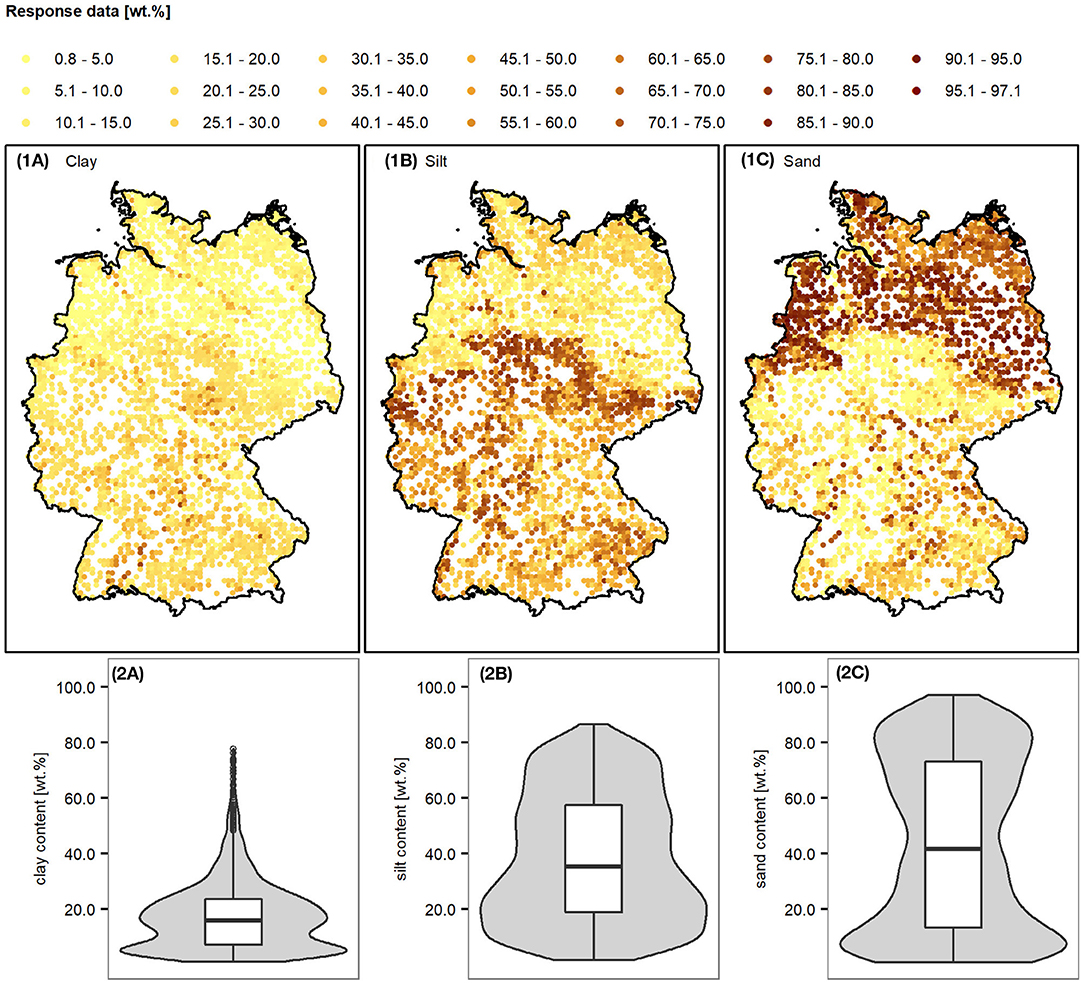 Response data [wt.%]
0.8 - 5.0 15.1 - 20.0 30.1 - 35.0 45.1 - 50.0 60.1 - 65.0 75.1 - 80.0 90.1 - 95.0
5.1 - 10.0 20.1 - 25.0 35.1 - 40.0 50.1 - 55.0 65.1 - 70.0 80.1 - 85.0 95.1 - 97.1
10.1 - 15.0 25.1 - 30.0 40.1 - 45.0 55.1 - 60.0 70.1 - 75.0 85.1 - 90.0
(1A) Clay
(1B) Silt
(1C) Sand
(2A)
100.0
80.0
60.0
40.0
20.0
clay content [wt.%]
(2B)
100.0
80.0
60.0
40.0
20.0
silt content [wt.%]
(2C)
100.0
80.0
60.0
40.0
20.0
sand content [wt.%]